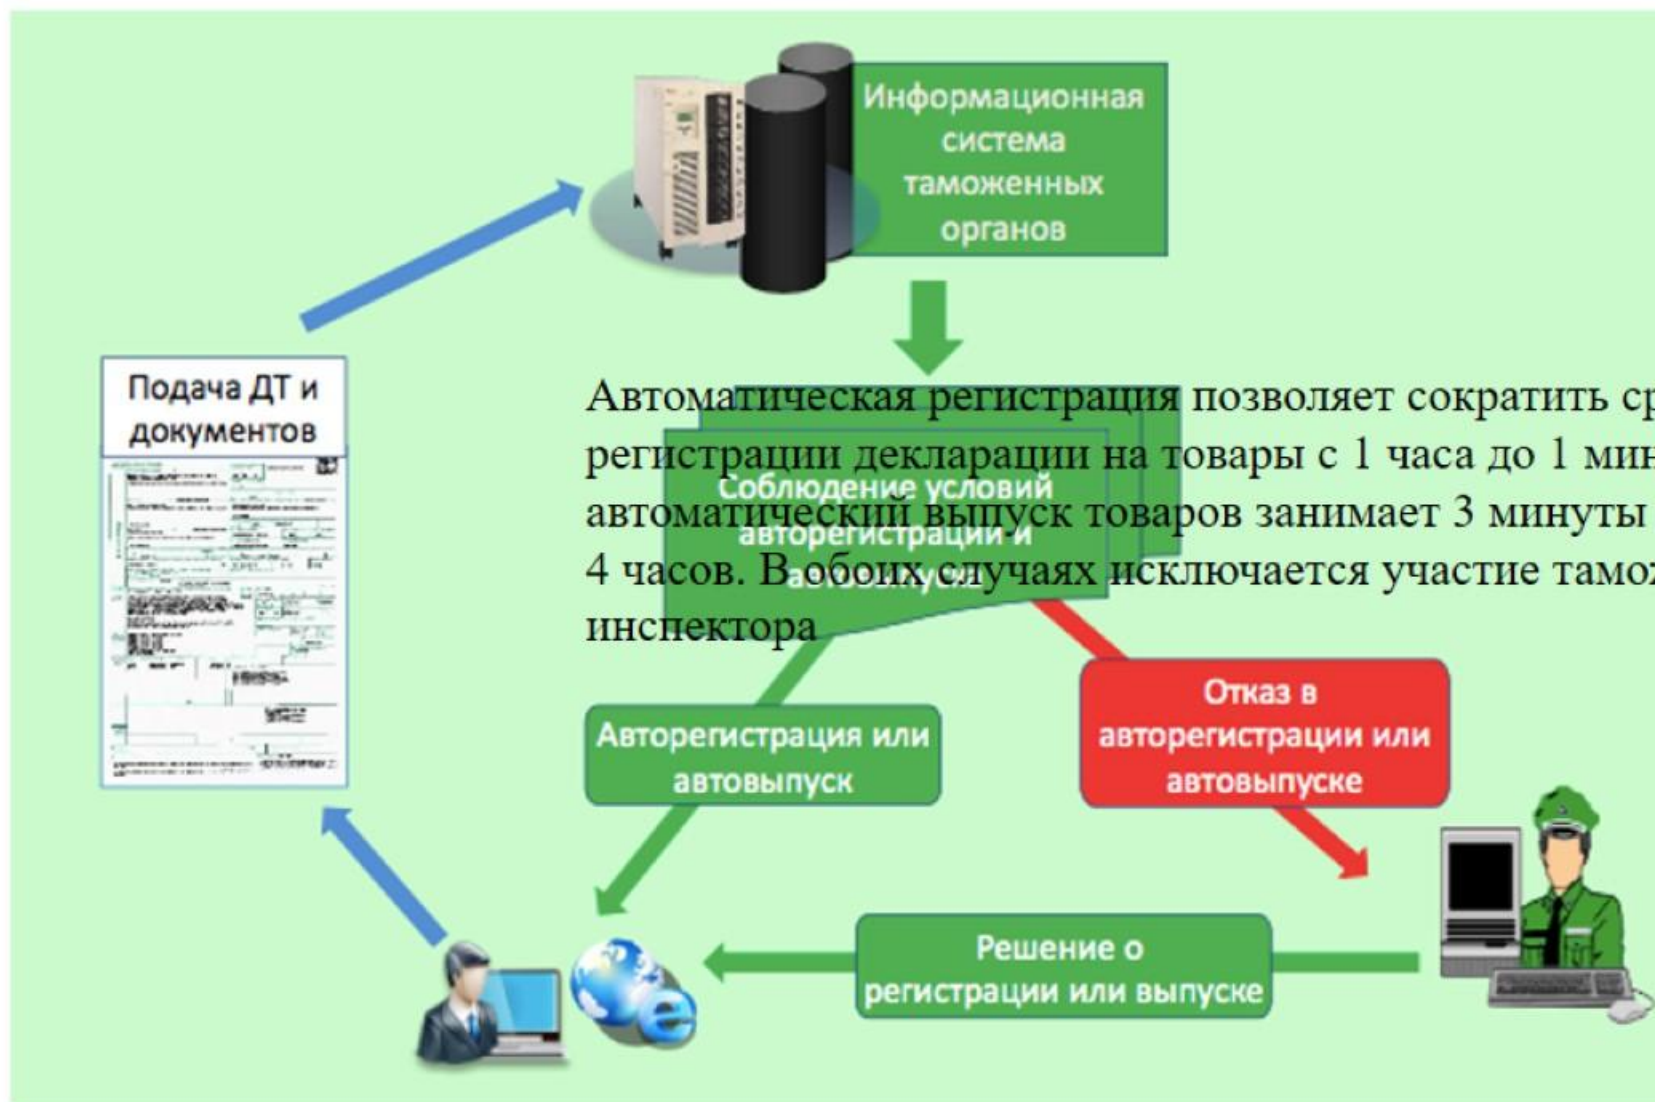 Информационная
система
таможенных
органов
Подача ДТ и
документов
Автоматическая регистрация позволяет сократить ср
регистрации декларации на товары с 1 часа до 1 мин
автоматический выпуск товаров занимает 3 минуты
4 часов. В обоих случаях исключается участие тамож
инспектора
Соблюдение условий
авторегистрации и
автовыпуска
Авторегистрация или
автовыпуск
Отказ в
авторегистрации или
автовыпуске
Решение о
регистрации или выпуске